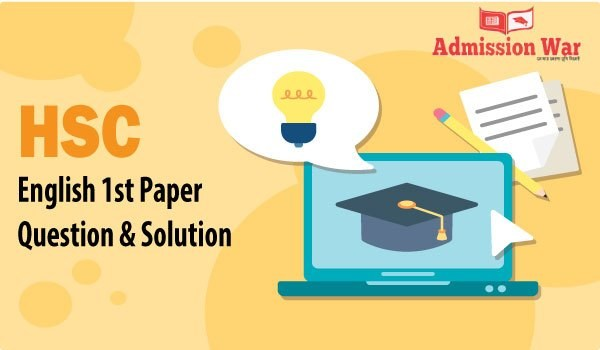 Admission War
HSC
English 1st Paper
Question & Solution